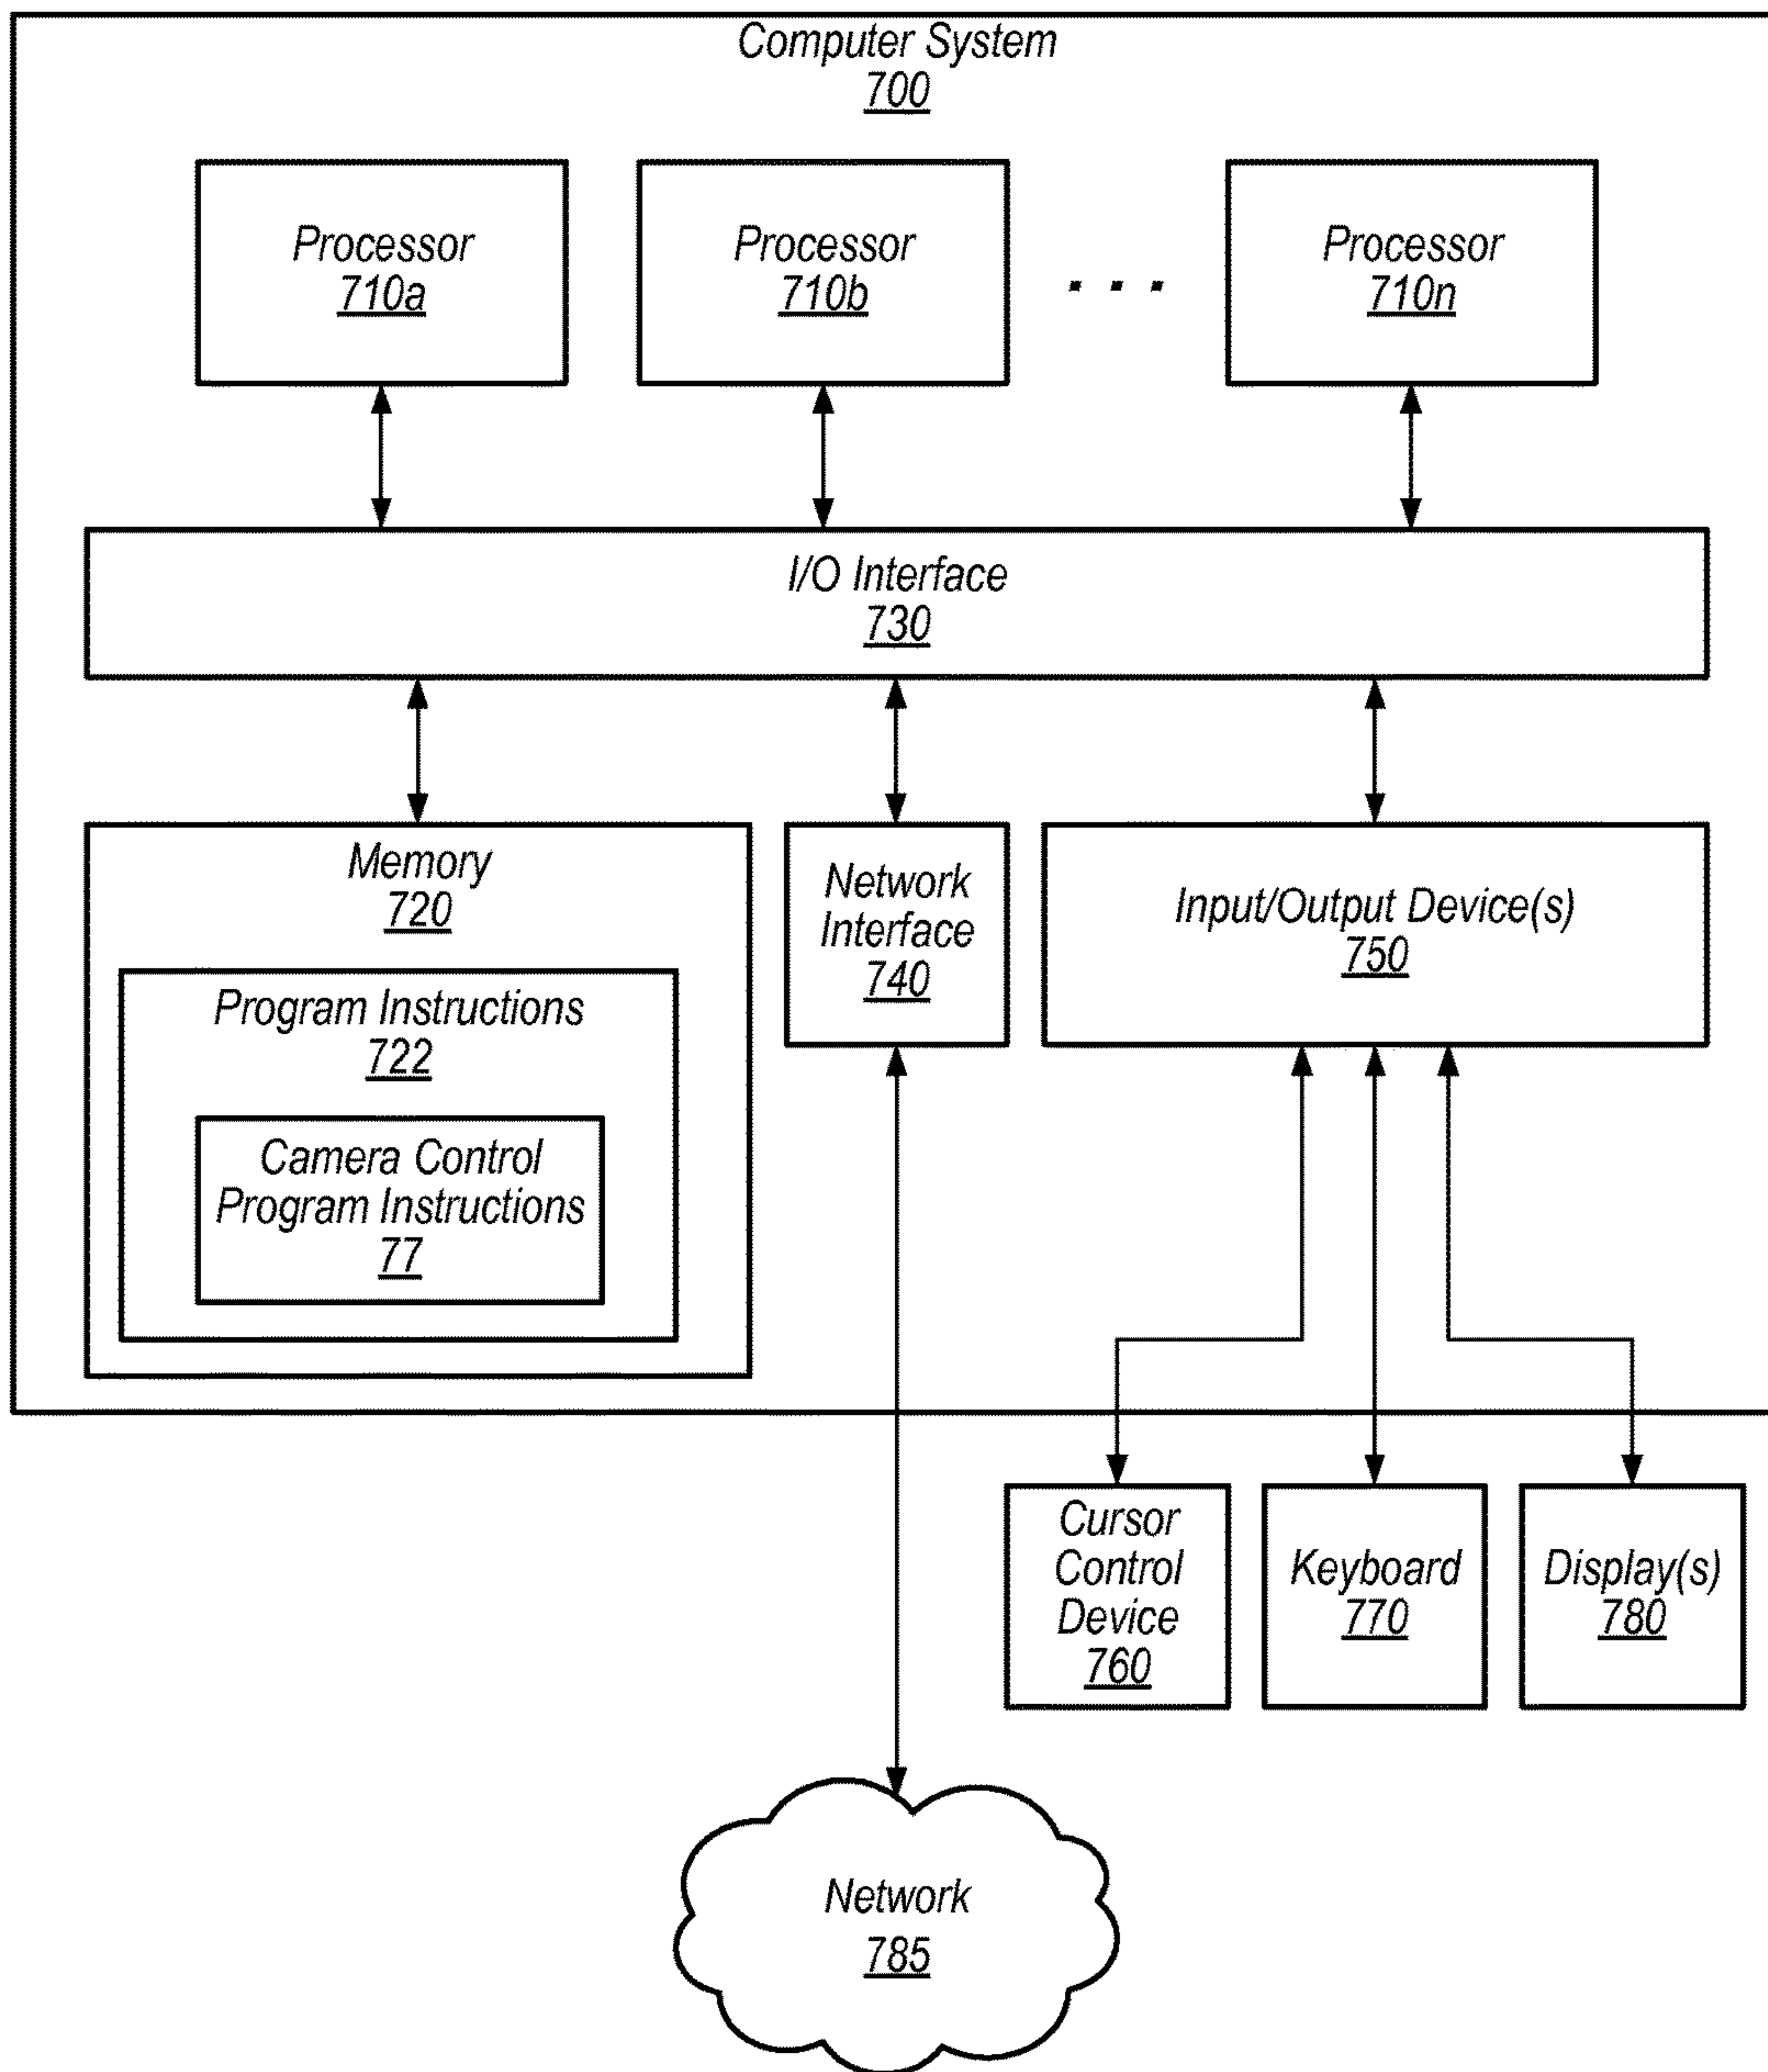 Computer System
700
Processor
710a
Processor
710b
. . .
Processor
710n
I/O Interface
730
Memory
720
Program Instructions
722
Camera Control
Program Instructions
77
Network
Interface
740
Input/Output Device(s)
750
Cursor
Control
Device
760
Keyboard
770
Display(s)
780
Network
785